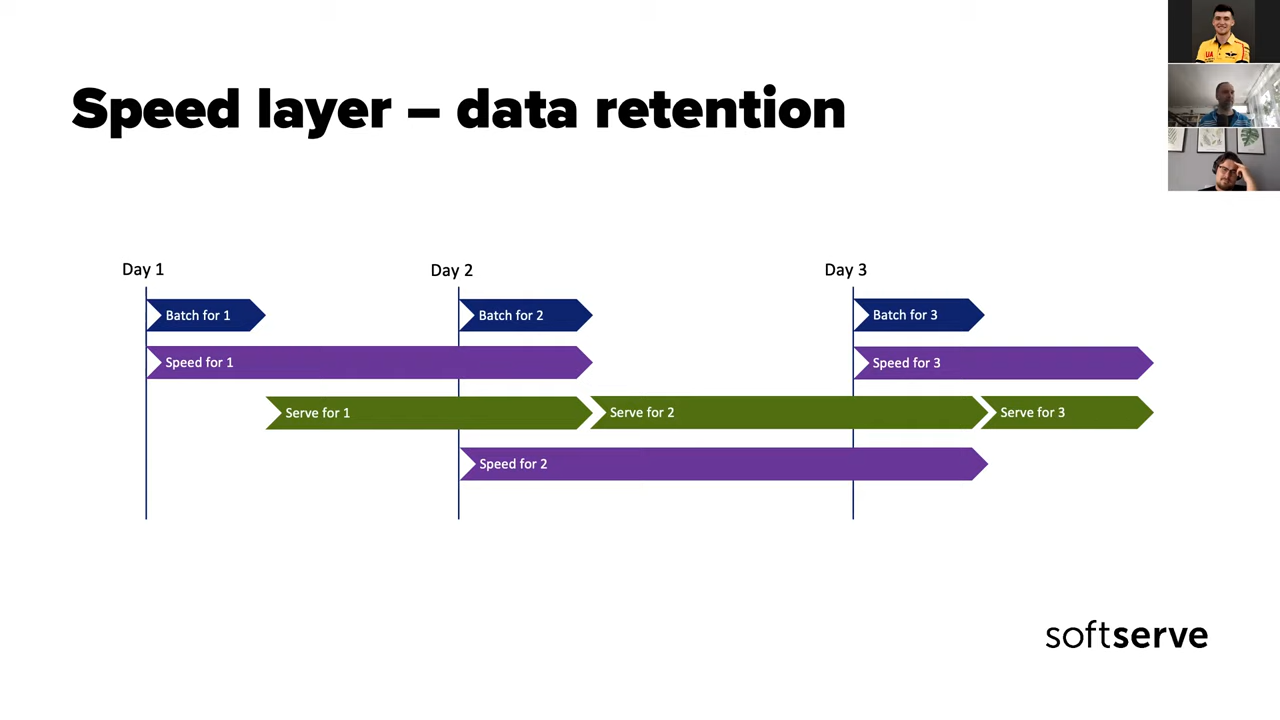 Speed layer – data retention
Day 1
Day 2
Day 3
Batch for 1
Batch for 2
Batch for 3
Speed for 1
Speed for 3
Serve for 1
Serve for 2
Serve for 3
Speed for 2
softserve
UA